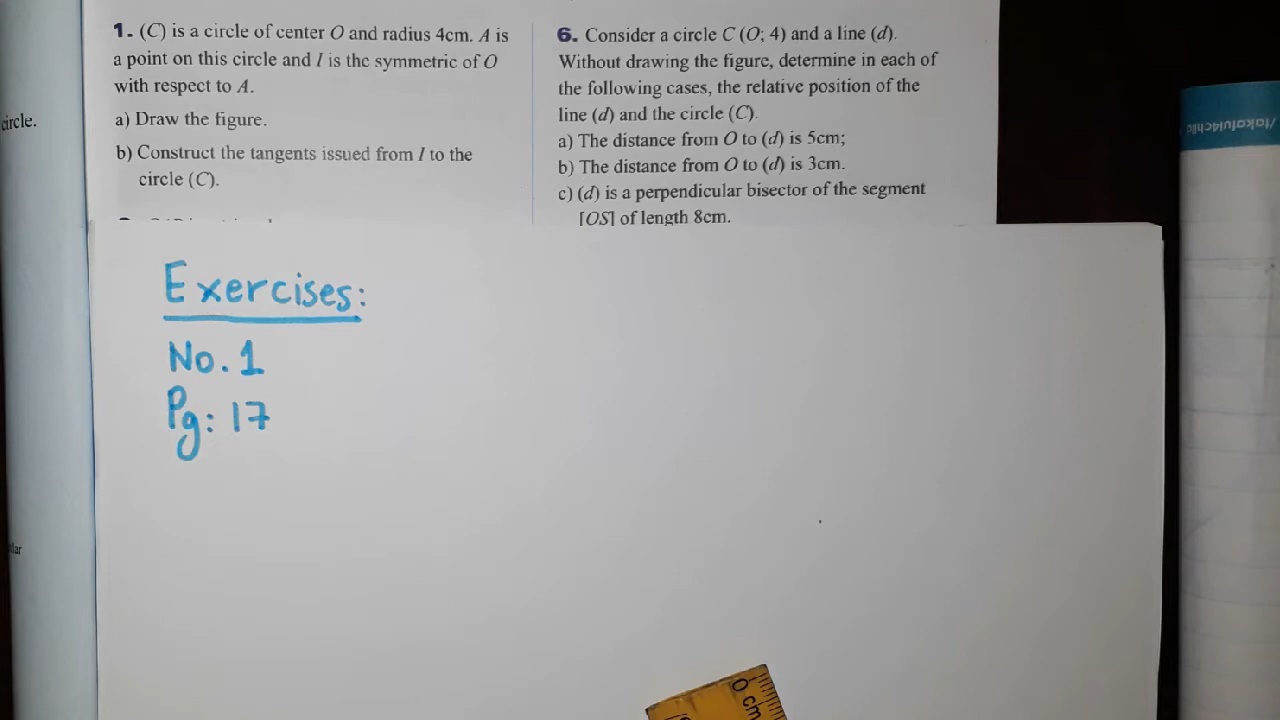 circle.
1. (C) is a circle of center O and radius 4cm. A is
a point on this circle and I is the symmetric of O
with respect to A.
a) Draw the figure.
b) Construct the tangents issued from I to the
circle (C).
6. Consider a circle C (O; 4) and a line (d).
Without drawing the figure, determine in each of
the following cases, the relative position of the
line (d) and the circle (C).
a) The distance from O to (d) is 5cm;
b) The distance from O to (d) is 3cm.
c) (d) is a perpendicular bisector of the segment
[OS] of length 8cm.
Exercises:
No. 1
Pg: 17
0 cm
/takaful4chil